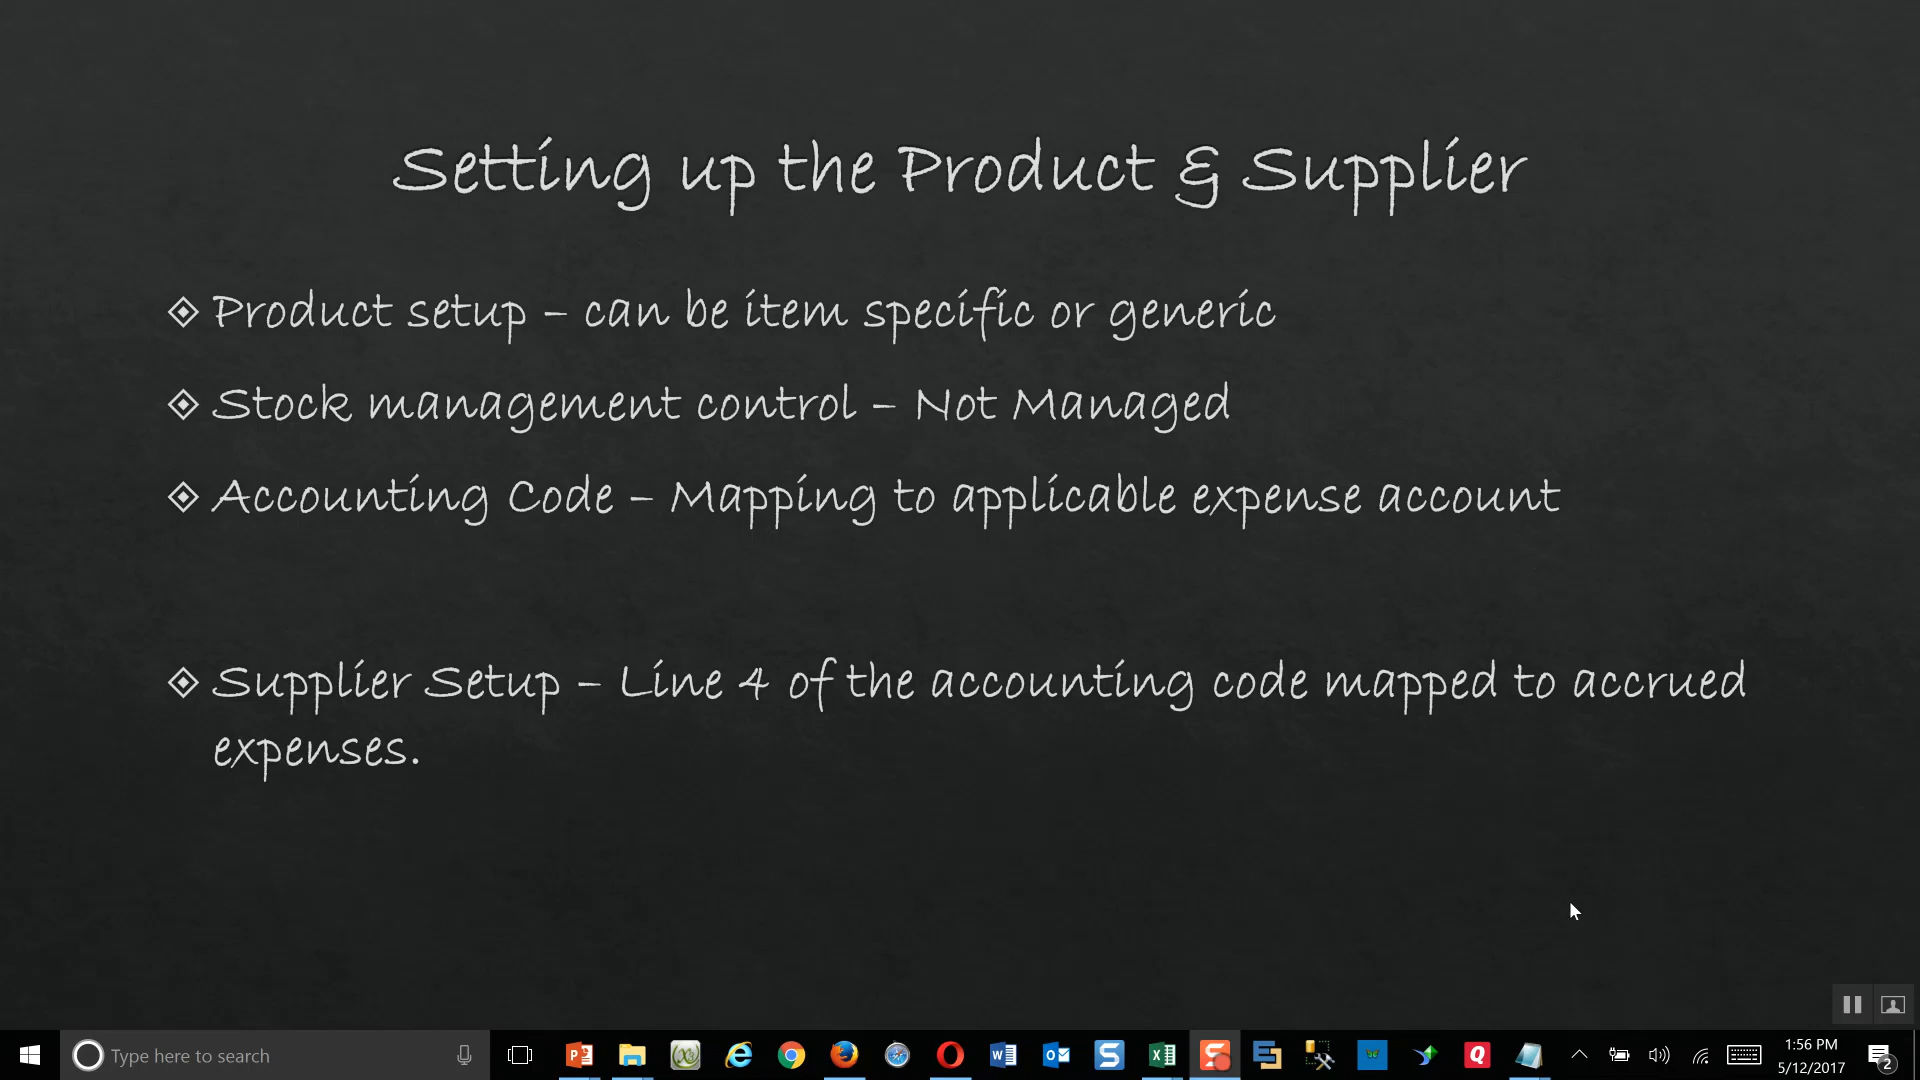 Setting up the Product & Supplier
Product setup – can be item specific or generic
Stock management control – Not Managed
Accounting Code – Mapping to applicable expense account
Supplier Setup – Line 4 of the accounting code mapped to accrued
expenses.
Type here to search
1:56 PM
5/12/2017
2